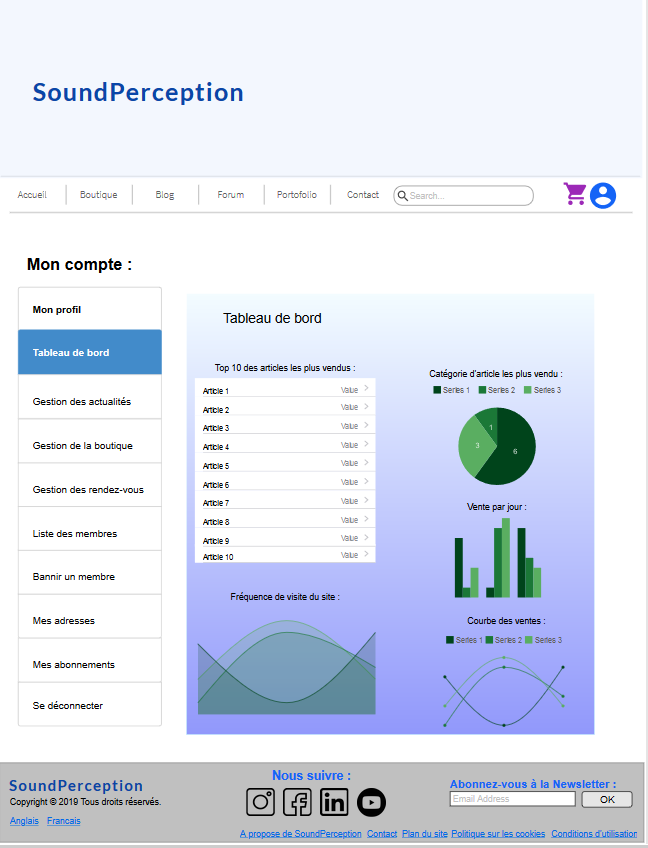 SoundPerception
Accueil Boutique Blog Forum Portofolio Contact Search...
Mon compte :
Mon profil
Tableau de bord
Gestion des actualités
Gestion de la boutique
Gestion des rendez-vous
Liste des membres
Bannir un membre
Mes adresses
Mes abonnements
Se déconnecter
Tableau de bord
Top 10 des articles les plus vendus :
Article 1 Value
Article 2 Value
Article 3 Value
Article 4 Value
Article 5 Value
Article 6 Value
Article 7 Value
Article 8 Value
Article 9 Value
Article 10 Value
Fréquence de visite du site :
Catégorie d'article les plus vendu :
Series 1 Series 2 Series 3
1
3
6
Vente par jour :
Courbe des ventes :
Series 1 Series 2 Series 3
SoundPerception
Copyright © 2019 Tous droits réservés.
Anglais Francais
Nous suivre :
Abonnez-vous à la Newsletter :
Email Address OK
A propose de SoundPerception Contact Plan du site Politique sur les cookies Conditions d'utilisation